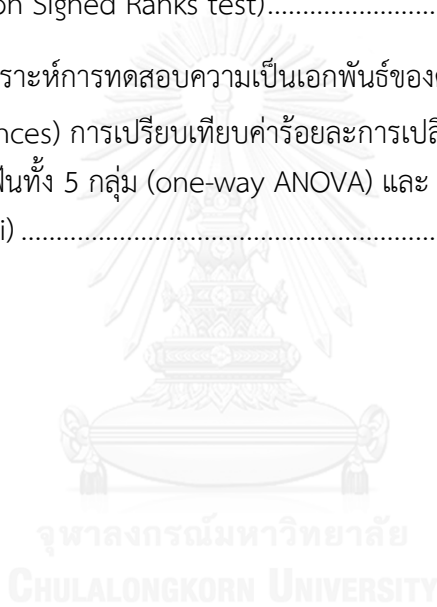 on Signed Ranks test)
ราะห์การทดสอบความเป็นเอกพันธ์ของ
nces) การเปรียบเทียบค่าร้อยละการเปลี
ฟันทั้ง 5 กลุ่ม (one-way ANOVA) และ
i)
จุฬาลงกรณ์มหาวิทยาลัย
CHULALONGKORN UNIVERSITY